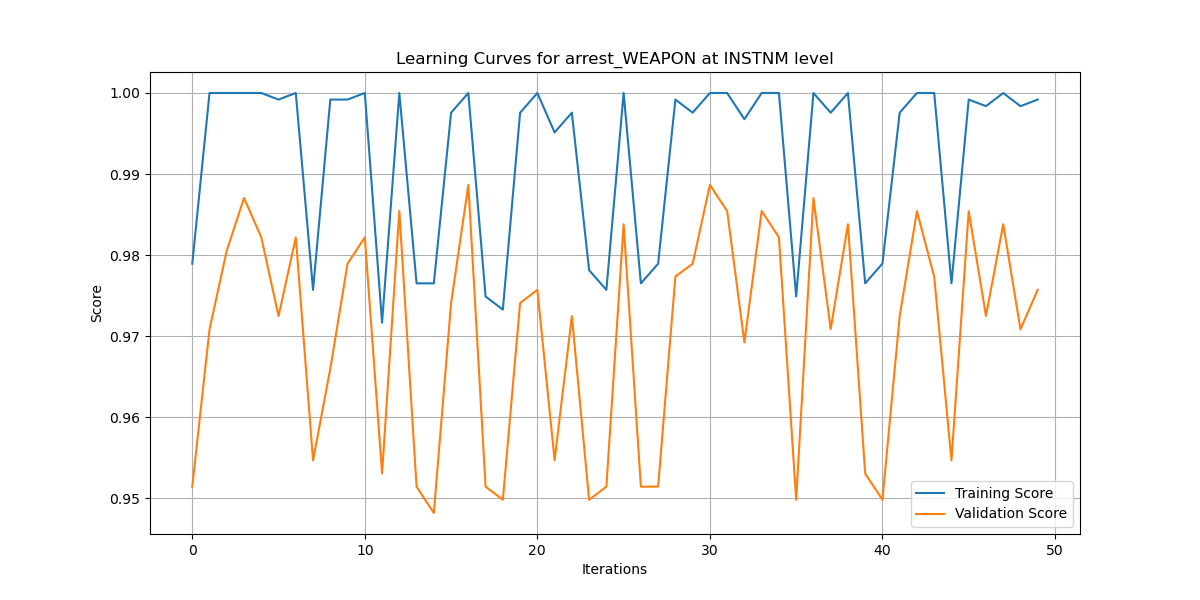 Learning Curves for arrest_WEAPON at INSTNM level
1.00
0.99
0.98
0.97
0.96
0.95
Score
0 10 20 30 40 50
Iterations
Training Score
Validation Score